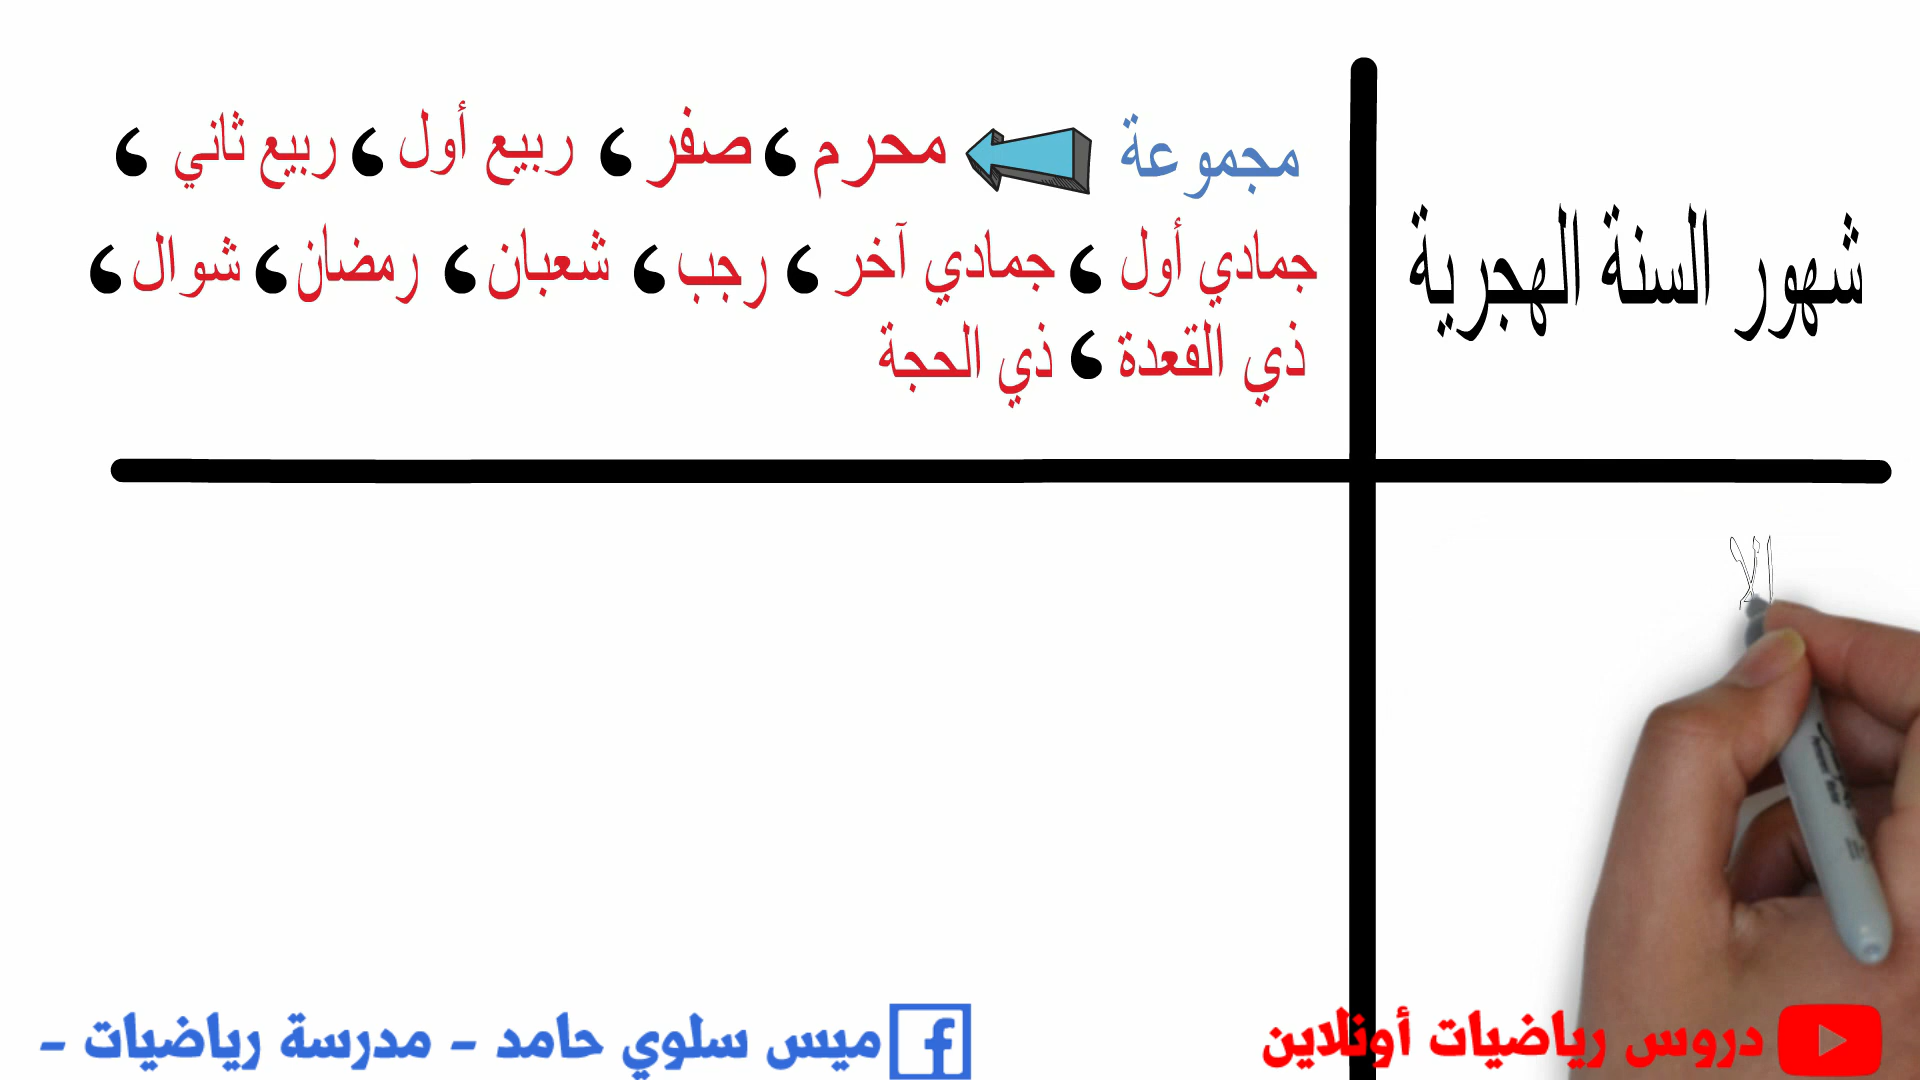 شهور السنة الهجرية
مجموعة محرم ، صفر ، ربيع أول ، ربيع ثاني ،
جمادي أول ، جمادي آخر ، رجب ، شعبان ، رمضان ، شوال ،
ذي القعدة ، ذي الحجة
دروس رياضيات أونلاين
ميس سلوي حامد - مدرسة رياضيات -